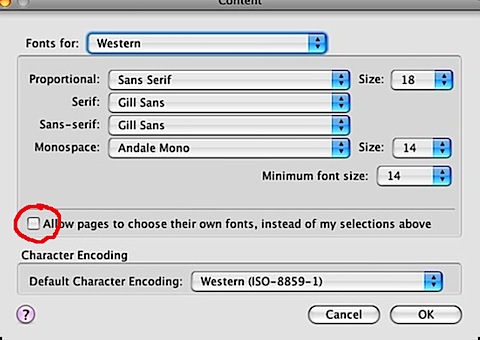 Content
Fonts for: Western
Proportional: Sans Serif Size: 18
Serif: Gill Sans
Sans-serif: Gill Sans
Monospace: Andale Mono Size: 14
Minimum font size: 14
Allow pages to choose their own fonts, instead of my selections above
Character Encoding
Default Character Encoding: Western (ISO-8859-1)
? Cancel OK